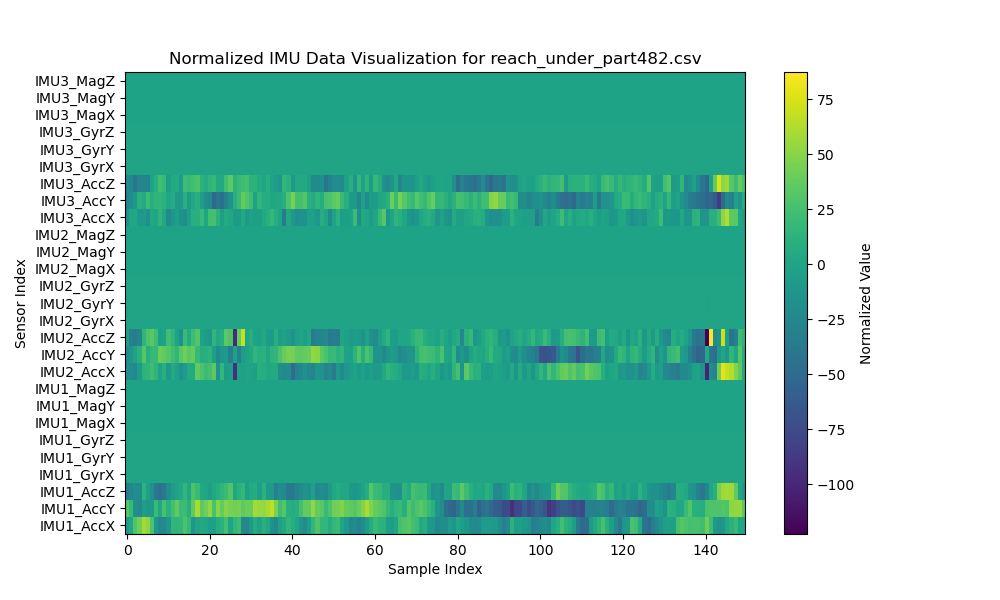 Normalized IMU Data Visualization for reach_under_part482.csv
IMU3_MagZ
IMU3_MagY
IMU3_MagX
IMU3_GyrZ
IMU3_GyrY
IMU3_GyrX
IMU3_AccZ
IMU3_AccY
IMU3_AccX
IMU2_MagZ
IMU2_MagY
IMU2_MagX
IMU2_GyrZ
IMU2_GyrY
IMU2_GyrX
IMU2_AccZ
IMU2_AccY
IMU2_AccX
IMU1_MagZ
IMU1_MagY
IMU1_MagX
IMU1_GyrZ
IMU1_GyrY
IMU1_GyrX
IMU1_AccZ
IMU1_AccY
IMU1_AccX
Sensor Index
0 20 40 60 80 100 120 140
Sample Index
75
50
25
0
−25
−50
−75
−100
Normalized Value